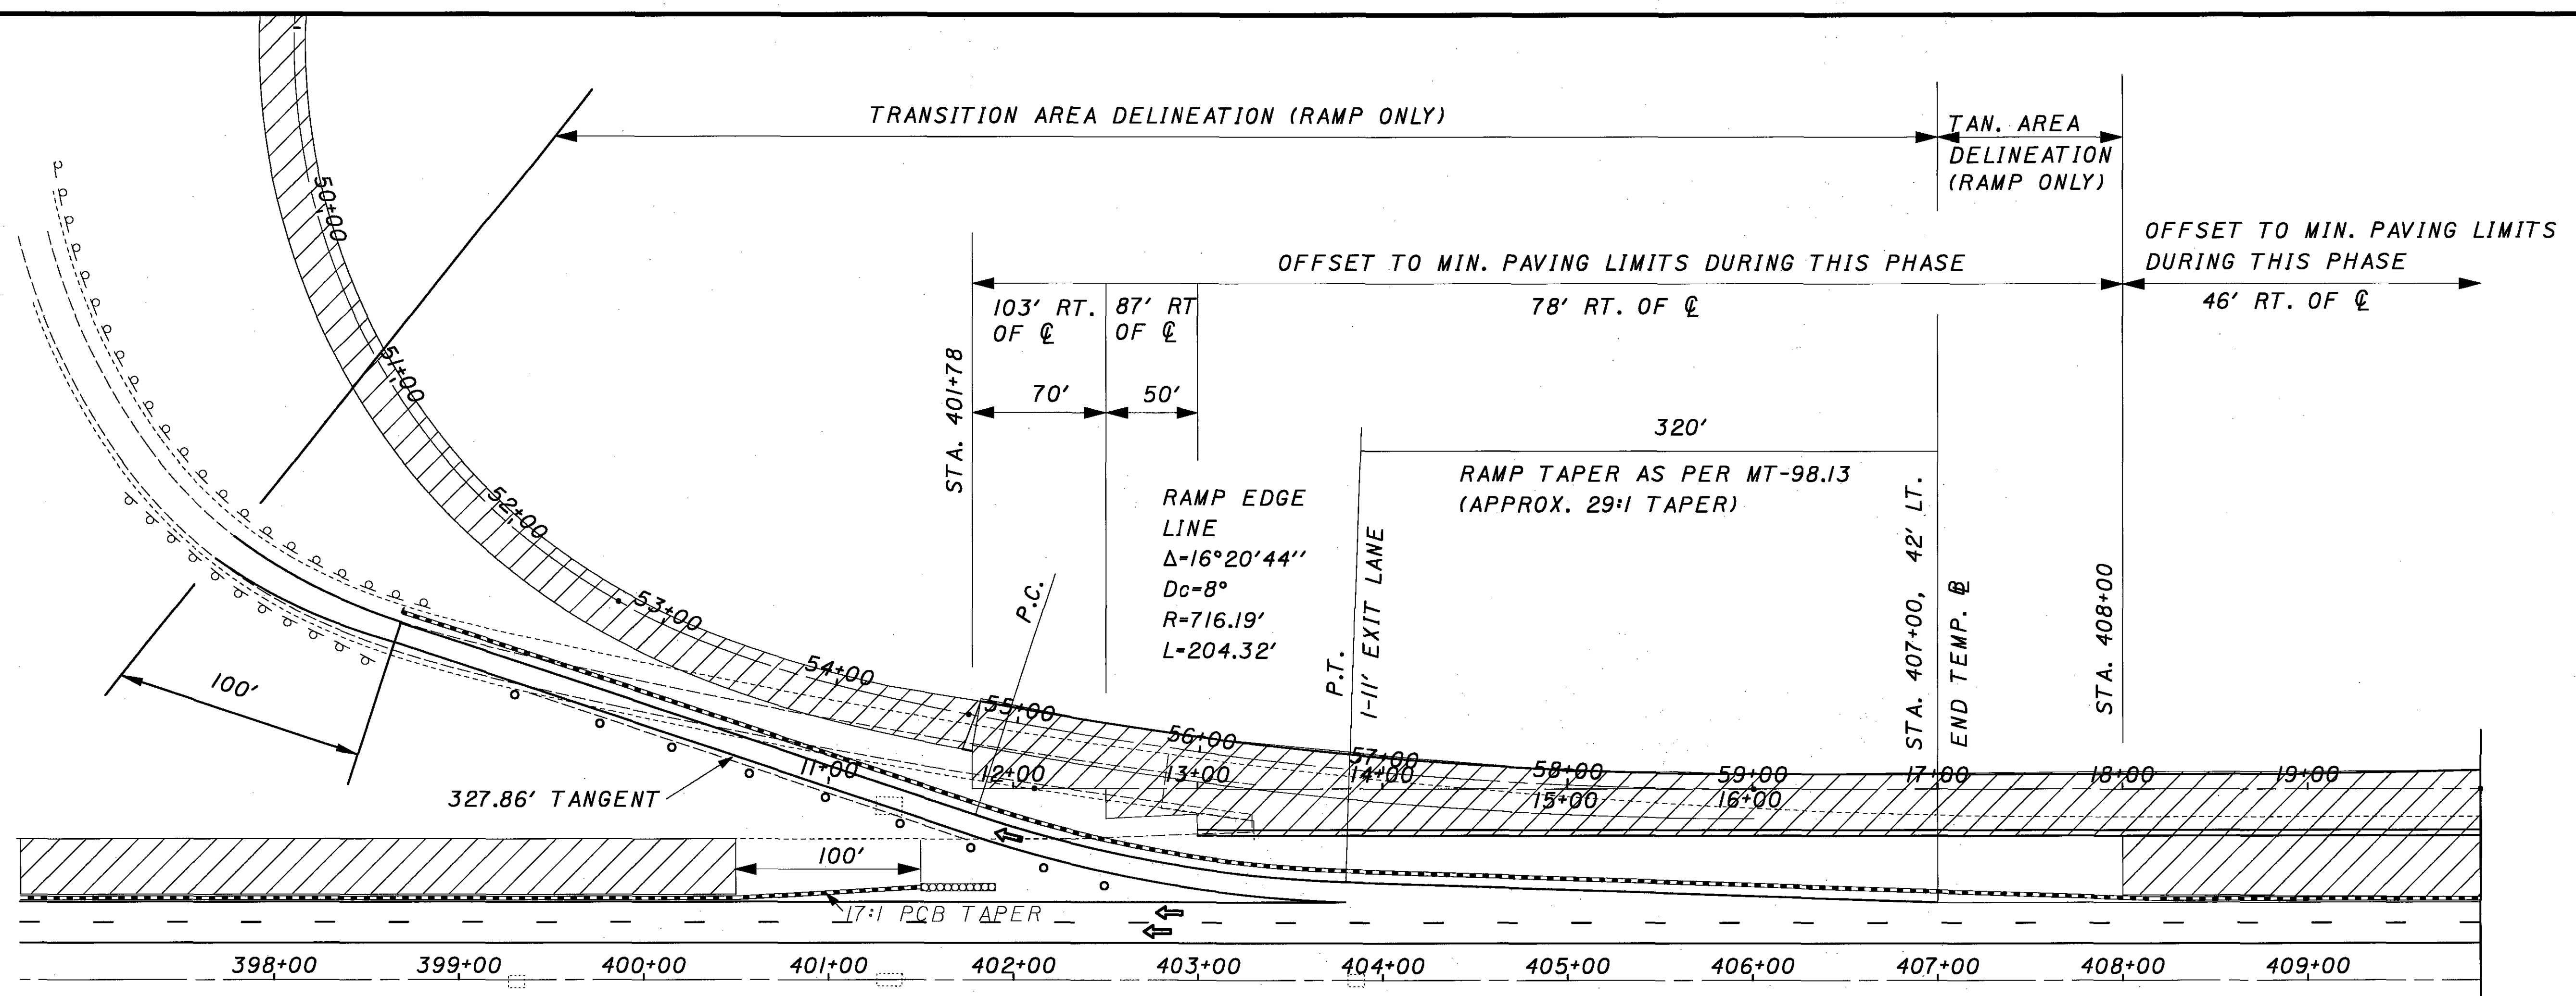 TRANSITION AREA DELINEATION (RAMP ONLY)
TAN. AREA
DELINEATION
(RAMP ONLY)
OFFSET TO MIN. PAVING LIMITS DURING THIS PHASE
OFFSET TO MIN. PAVING LIMITS
DURING THIS PHASE
103' RT.
OF ℄
87' RT
OF ℄
78' RT. OF ℄
46' RT. OF ℄
70'
50'
320'
RAMP TAPER AS PER MT-98.13
(APPROX. 29:1 TAPER)
STA. 401+78
RAMP EDGE
LINE
Δ=16°20'44''
Dc=8°
R=716.19'
L=204.32'
P.C.
P.T.
1-11' EXIT LANE
STA. 407+00, 42' LT.
END TEMP. BL
STA. 408+00
50+00
51+00
52+00
53+00
54+00
55+00
56+00
57+00
58+00
59+00
11+00
12+00
13+00
14+00
15+00
16+00
17+00
18+00
19+00
100'
327.86' TANGENT
100'
17:1 PCB TAPER
398+00
399+00
400+00
401+00
402+00
403+00
404+00
405+00
406+00
407+00
408+00
409+00